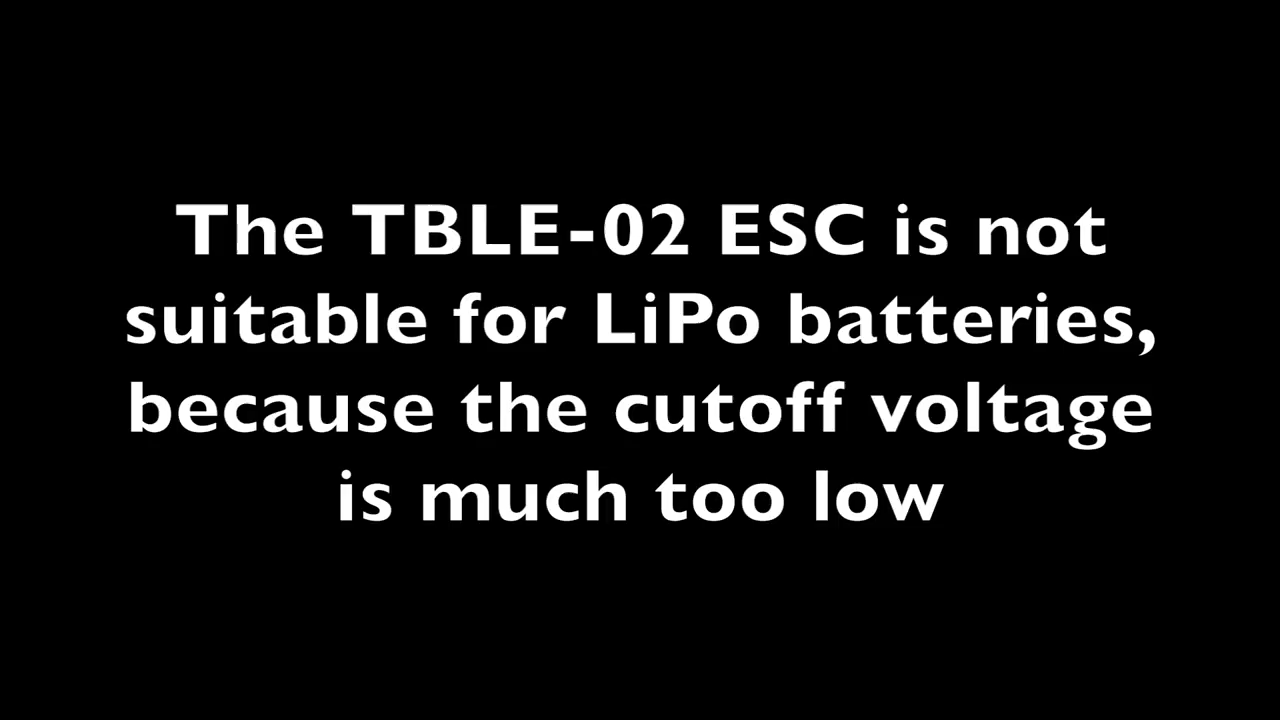 The TBLE-02 ESC is not
suitable for LiPo batteries,
because the cutoff voltage
is much too low